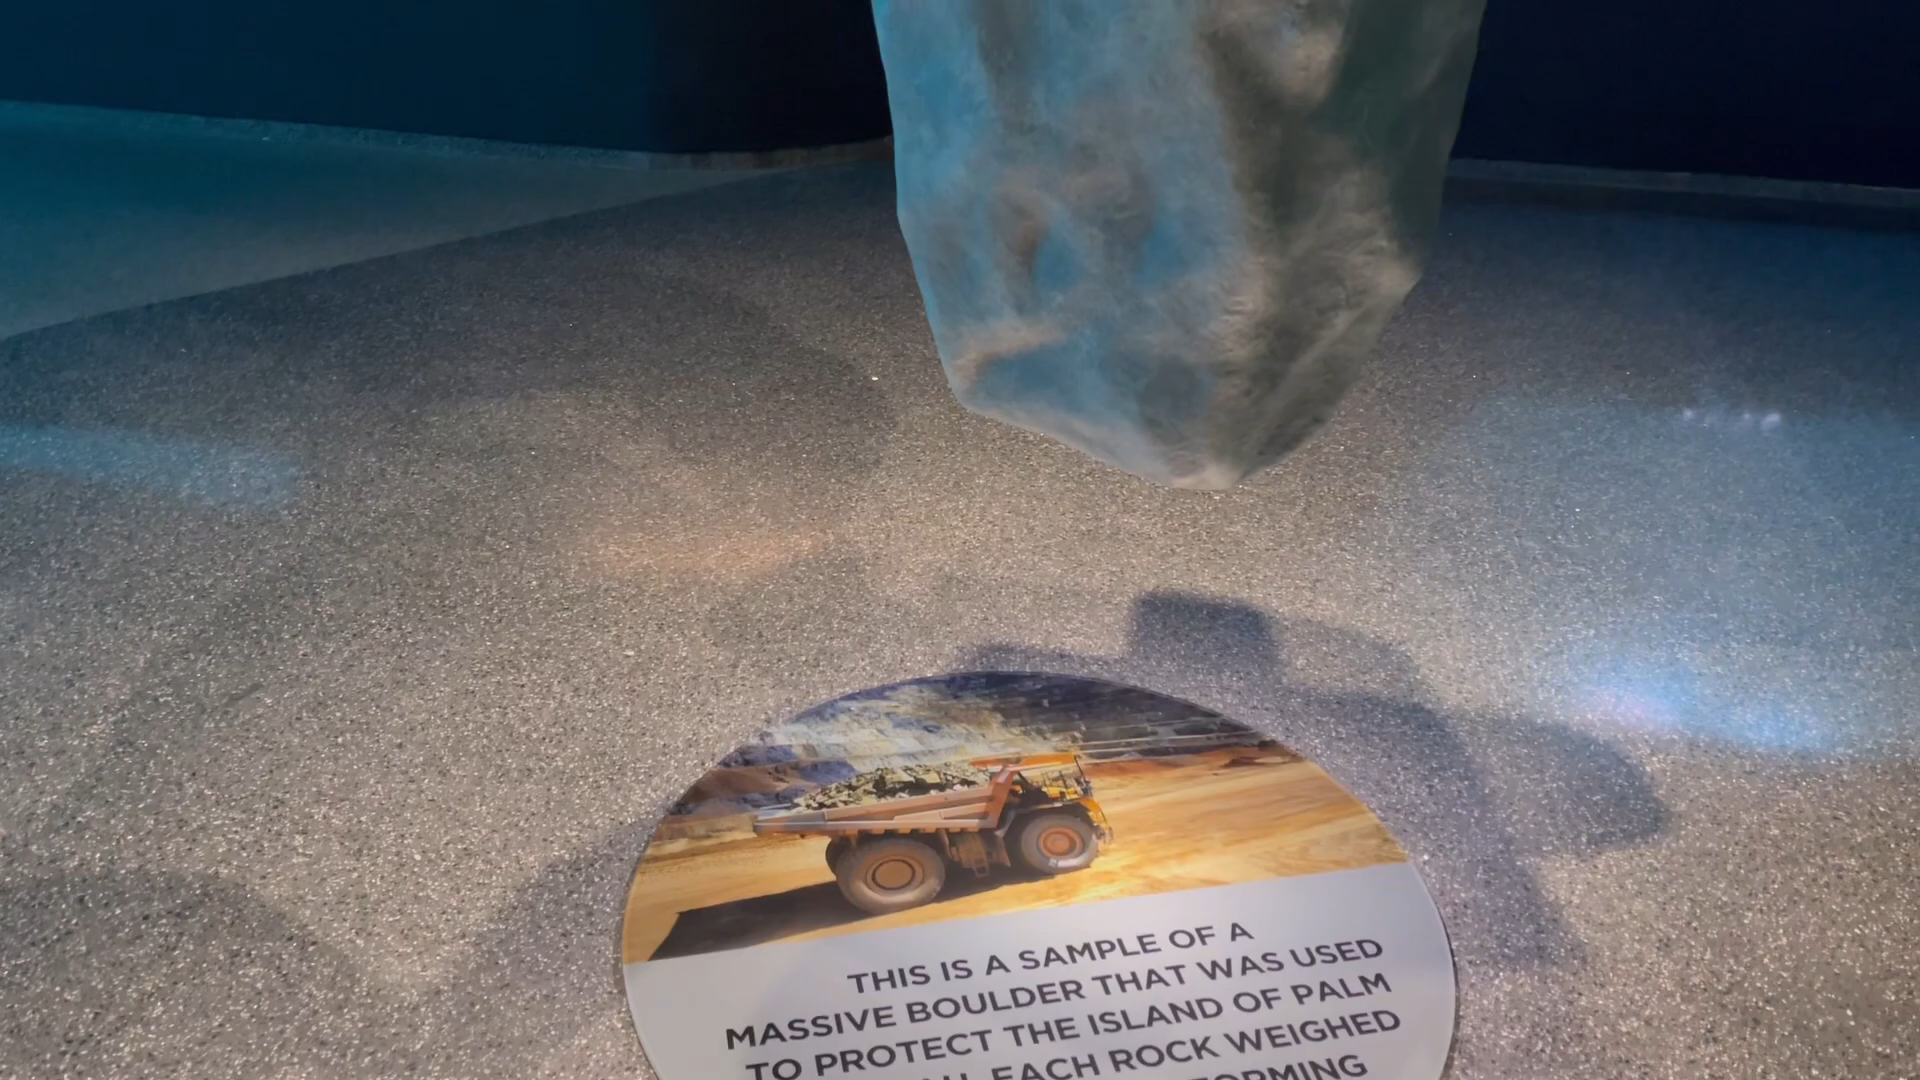 THIS IS A SAMPLE OF A
MASSIVE BOULDER THAT WAS USED
TO PROTECT THE ISLAND OF PALM
EACH ROCK WEIGHED